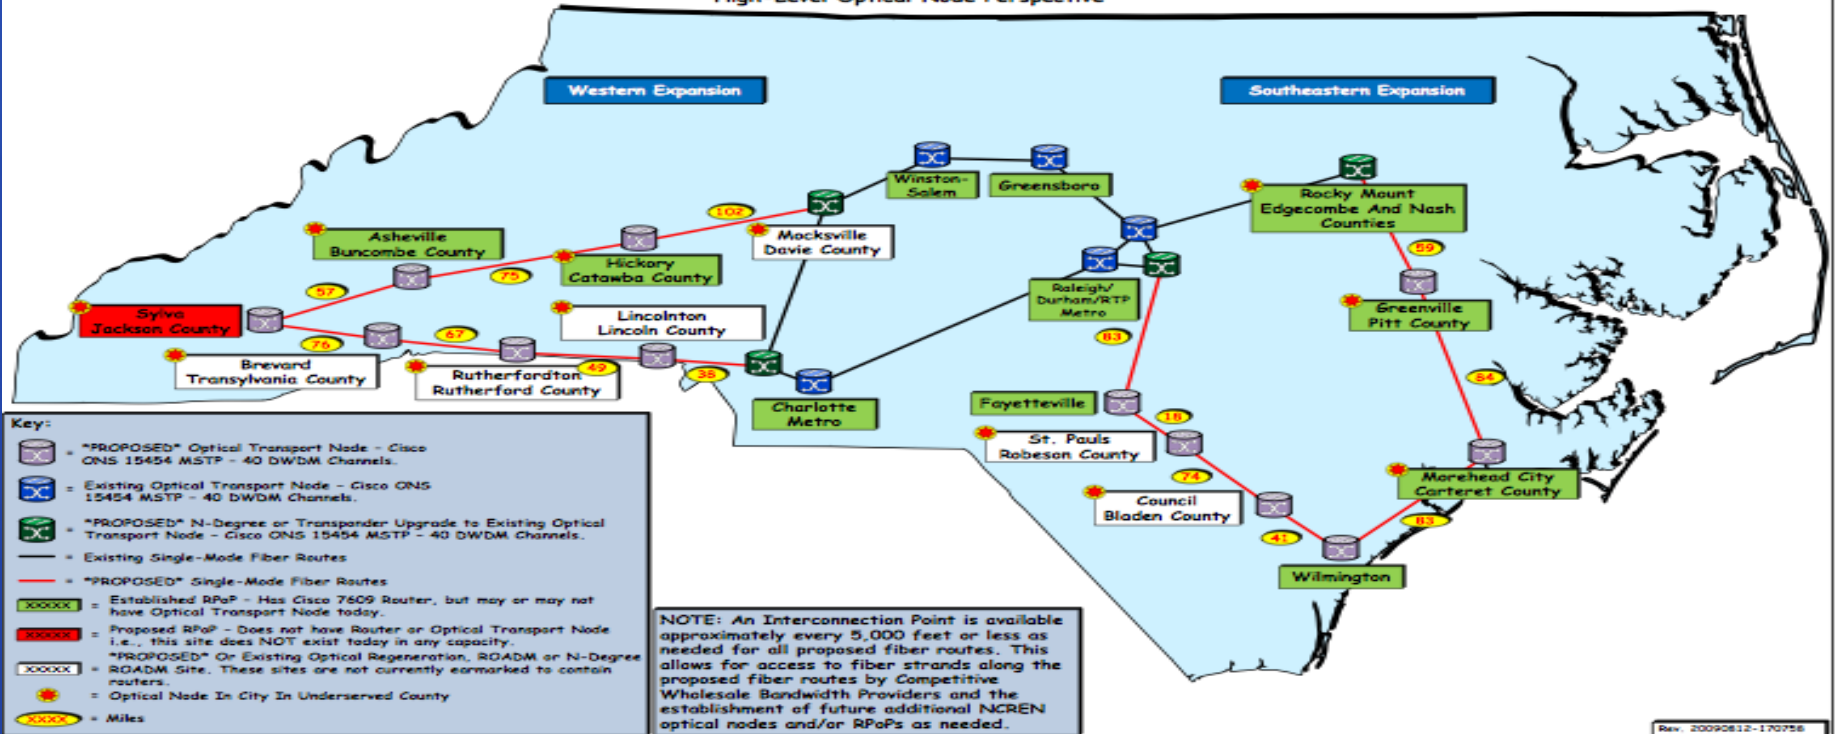 High-Level Optical Node Perspective
Western Expansion
Southeastern Expansion
Winston-
Salem
Greensboro
Rocky Mount
Edgecombe And Nash
Counties
102
Mocksville
Davie County
Asheville
Buncombe County
Hickory
Catawba County
75
57
59
Sylva
Jackson County
Lincolnton
Lincoln County
Raleigh/
Durham/RTP
Metro
Greenville
Pitt County
76
67
83
Brevard
Transylvania County
Rutherfordton
Rutherford County
49
38
84
Charlotte
Metro
Fayetteville
18
St. Pauls
Robeson County
74
Morehead City
Carteret County
Council
Bladen County
83
41
Wilmington
Key:
= *PROPOSED* Optical Transport Node - Cisco
ONS 15454 MSTP - 40 DWDM Channels.
= Existing Optical Transport Node - Cisco ONS
15454 MSTP - 40 DWDM Channels.
= *PROPOSED* N-Degree or Transponder Upgrade to Existing Optical
Transport Node - Cisco ONS 15454 MSTP - 40 DWDM Channels.
= Existing Single-Mode Fiber Routes
= *PROPOSED* Single-Mode Fiber Routes
XXXXX = Established RPoP - Has Cisco 7609 Router, but may or may not
have Optical Transport Node today.
XXXXX = Proposed RPoP - Does not have Router or Optical Transport Node
i.e., this site does NOT exist today in any capacity.
*PROPOSED* Or Existing Optical Regeneration, ROADM or N-Degree
XXXXX = ROADM Site. These sites are not currently earmarked to contain
routers.
= Optical Node In City In Underserved County
XXXX = Miles
NOTE: An Interconnection Point is available
approximately every 5,000 feet or less as
needed for all proposed fiber routes. This
allows for access to fiber strands along the
proposed fiber routes by Competitive
Wholesale Bandwidth Providers and the
establishment of future additional NCREN
optical nodes and/or RPoPs as needed.
Rev. 20090612-170756